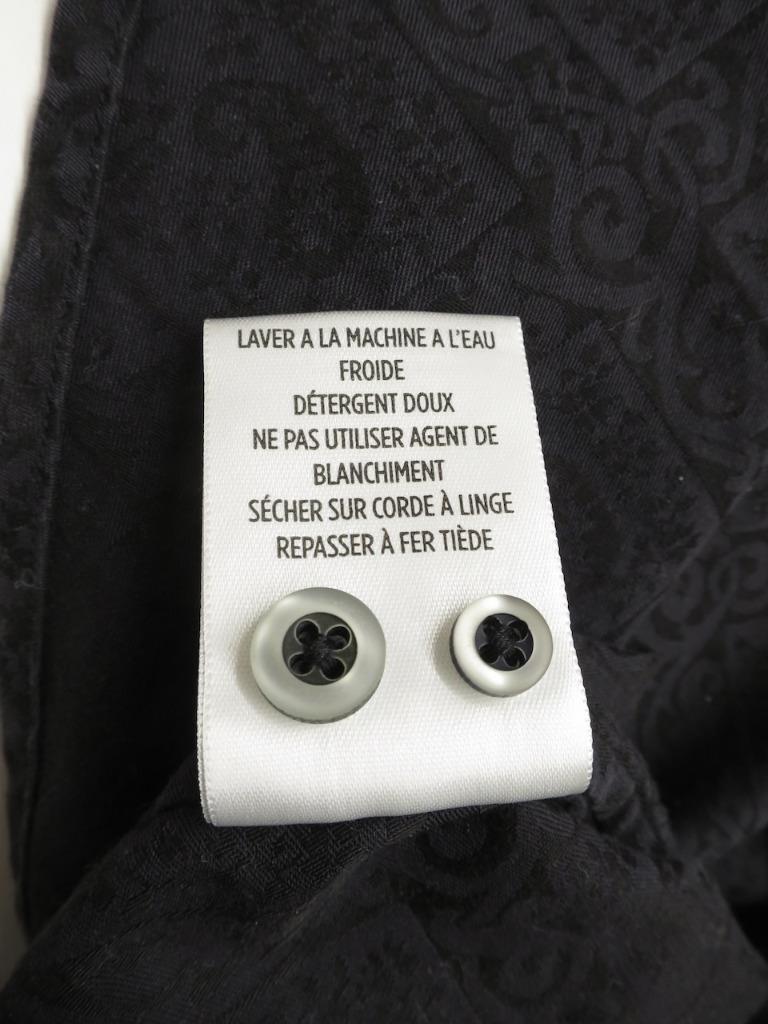 LAVER A LA MACHINE A L'EAU
FROIDE
DÉTERGENT DOUX
NE PAS UTILISER AGENT DE
BLANCHIMENT
SÉCHER SUR CORDE À LINGE
REPASSER À FER TIÈDE